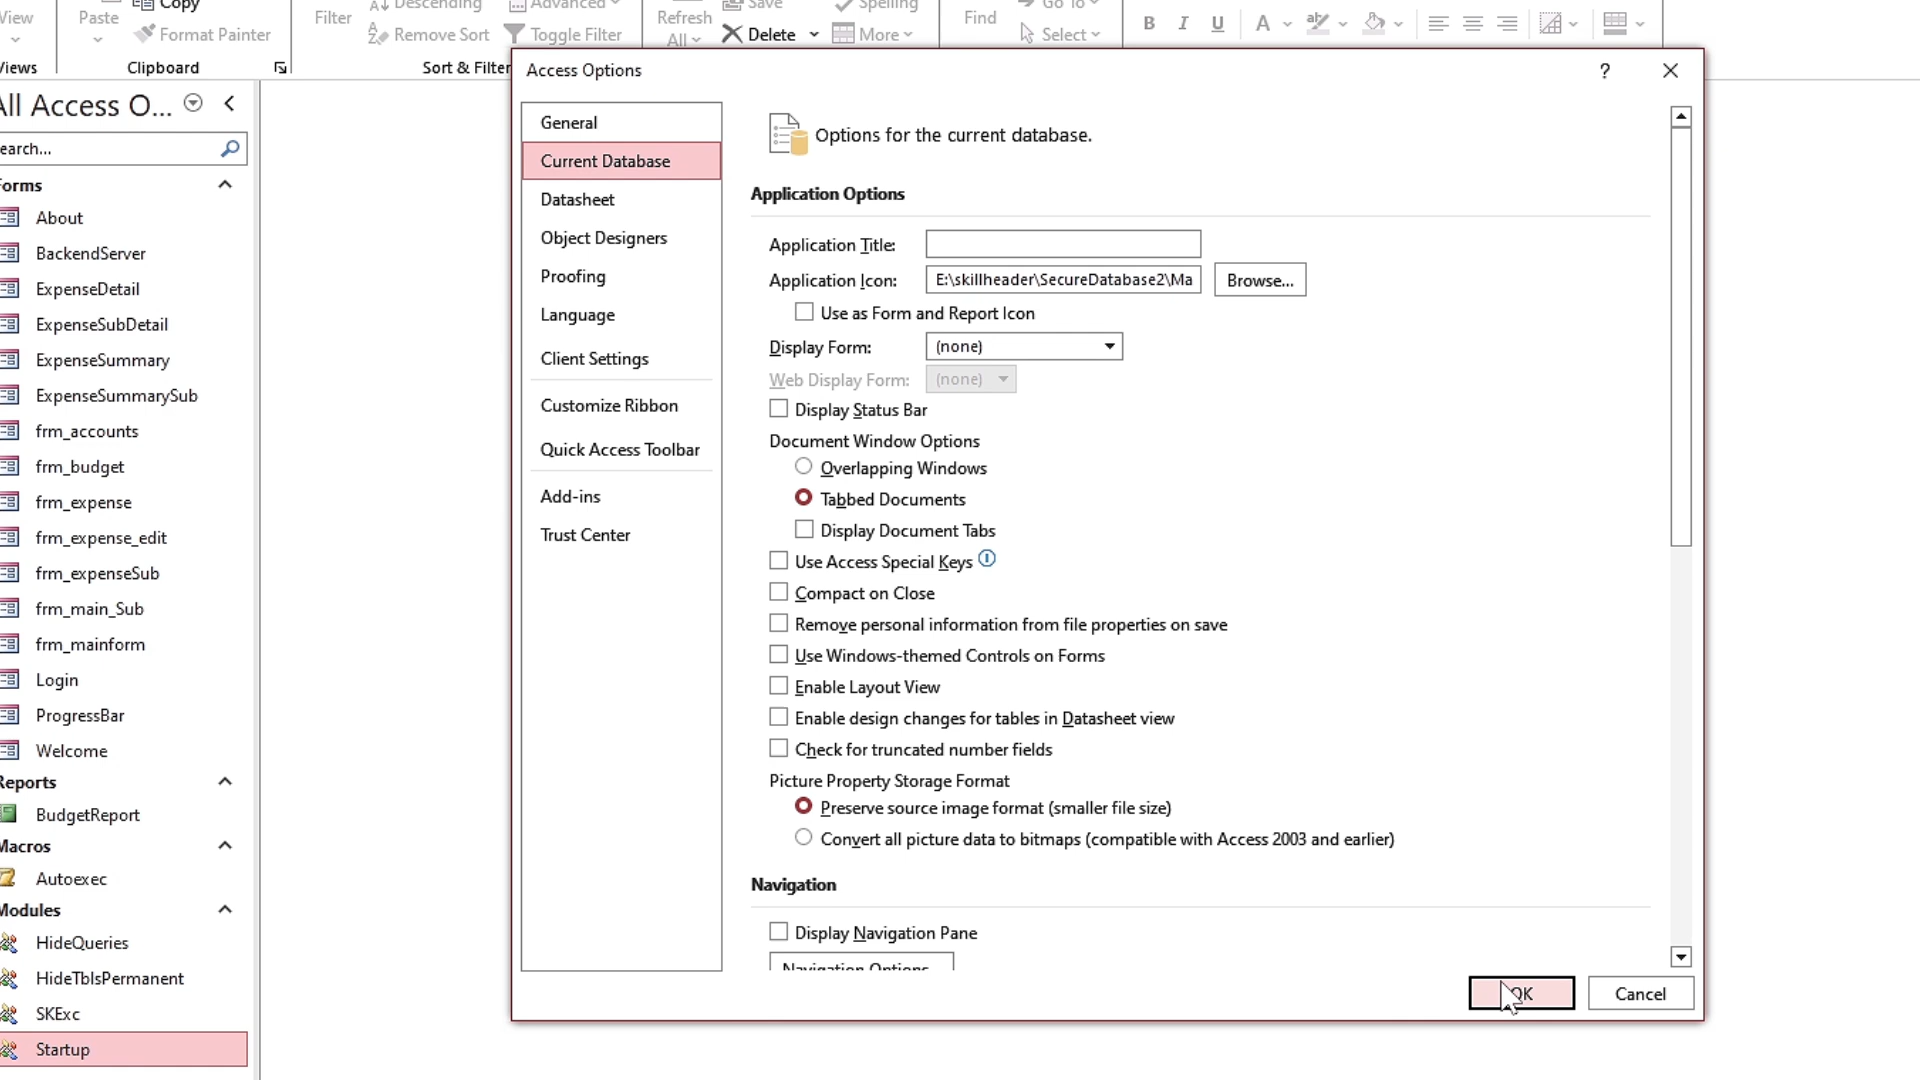 View
Paste
Copy
Format Painter
Clipboard
Filter
Descending
Remove Sort
Advanced
Toggle Filter
Sort & Filter
Refresh
All
Save
Delete
Spelling
More
Find
Go To
Select
B I U A
Views
All Access O...
earch...
Forms
About
BackendServer
ExpenseDetail
ExpenseSubDetail
ExpenseSummary
ExpenseSummarySub
frm_accounts
frm_budget
frm_expense
frm_expense_edit
frm_expenseSub
frm_main_Sub
frm_mainform
Login
ProgressBar
Welcome
Reports
BudgetReport
Macros
Autoexec
Modules
HideQueries
HideTblsPermanent
SKExc
Startup
Access Options
?
General
Current Database
Datasheet
Object Designers
Proofing
Language
Client Settings
Customize Ribbon
Quick Access Toolbar
Add-ins
Trust Center
Options for the current database.
Application Options
Application Title:
Application Icon: E:\skillheader\SecureDatabase2\Ma Browse...
Use as Form and Report Icon
Display Form: (none)
Web Display Form: (none)
Display Status Bar
Document Window Options
Overlapping Windows
Tabbed Documents
Display Document Tabs
Use Access Special Keys
Compact on Close
Remove personal information from file properties on save
Use Windows-themed Controls on Forms
Enable Layout View
Enable design changes for tables in Datasheet view
Check for truncated number fields
Picture Property Storage Format
Preserve source image format (smaller file size)
Convert all picture data to bitmaps (compatible with Access 2003 and earlier)
Navigation
Display Navigation Pane
Navigation Options...
OK Cancel